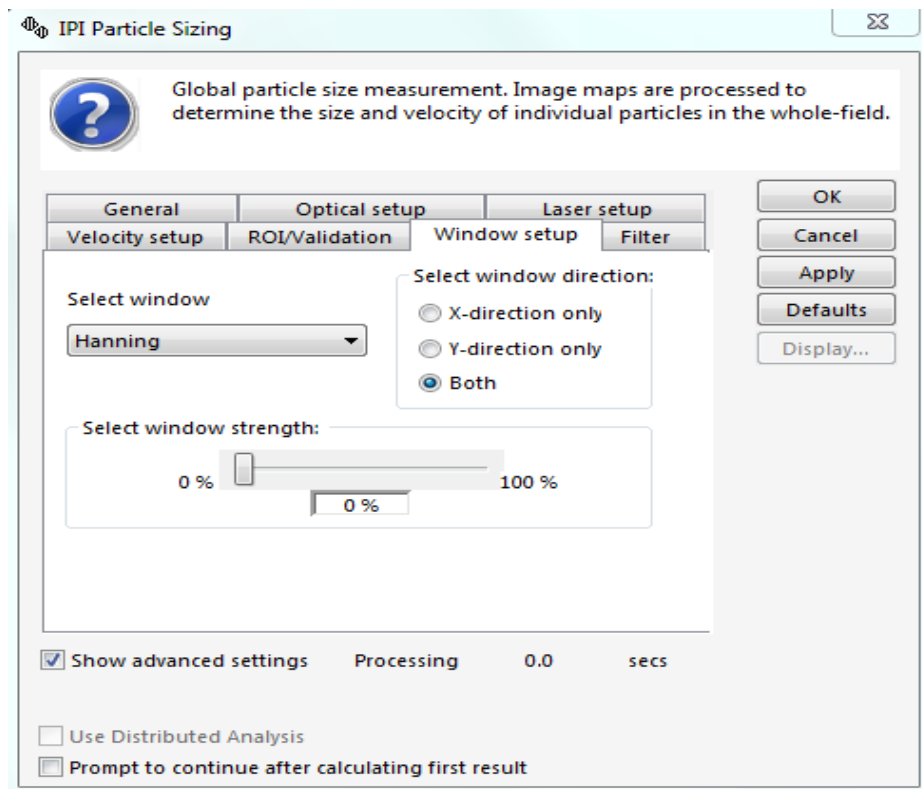 IPI Particle Sizing
Global particle size measurement. Image maps are processed to
determine the size and velocity of individual particles in the whole-field.
General
Optical setup
Laser setup
Velocity setup
ROI/Validation
Window setup
Filter
OK
Cancel
Apply
Defaults
Display...
Select window
Hanning
Select window direction:
X-direction only
Y-direction only
Both
Select window strength:
0 %
100 %
0 %
Show advanced settings
Processing
0.0
secs
Use Distributed Analysis
Prompt to continue after calculating first result